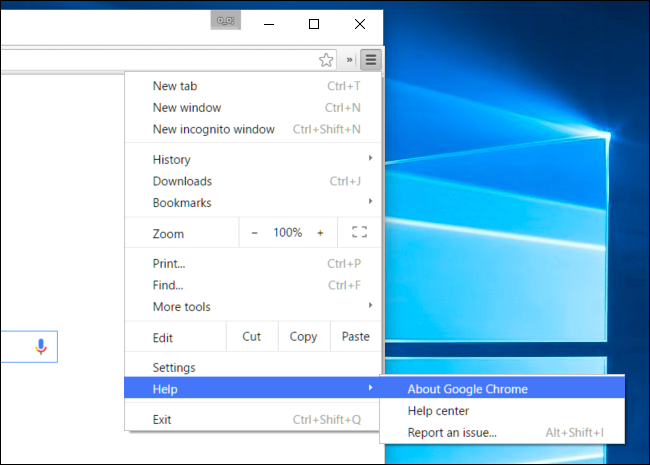 »
New tab Ctrl+T
New window Ctrl+N
New incognito window Ctrl+Shift+N
History
Downloads Ctrl+J
Bookmarks
Zoom − 100% +
Print... Ctrl+P
Find... Ctrl+F
More tools
Edit Cut Copy Paste
Settings
Help
About Google Chrome
Help center
Exit Ctrl+Shift+Q
Report an issue... Alt+Shift+I